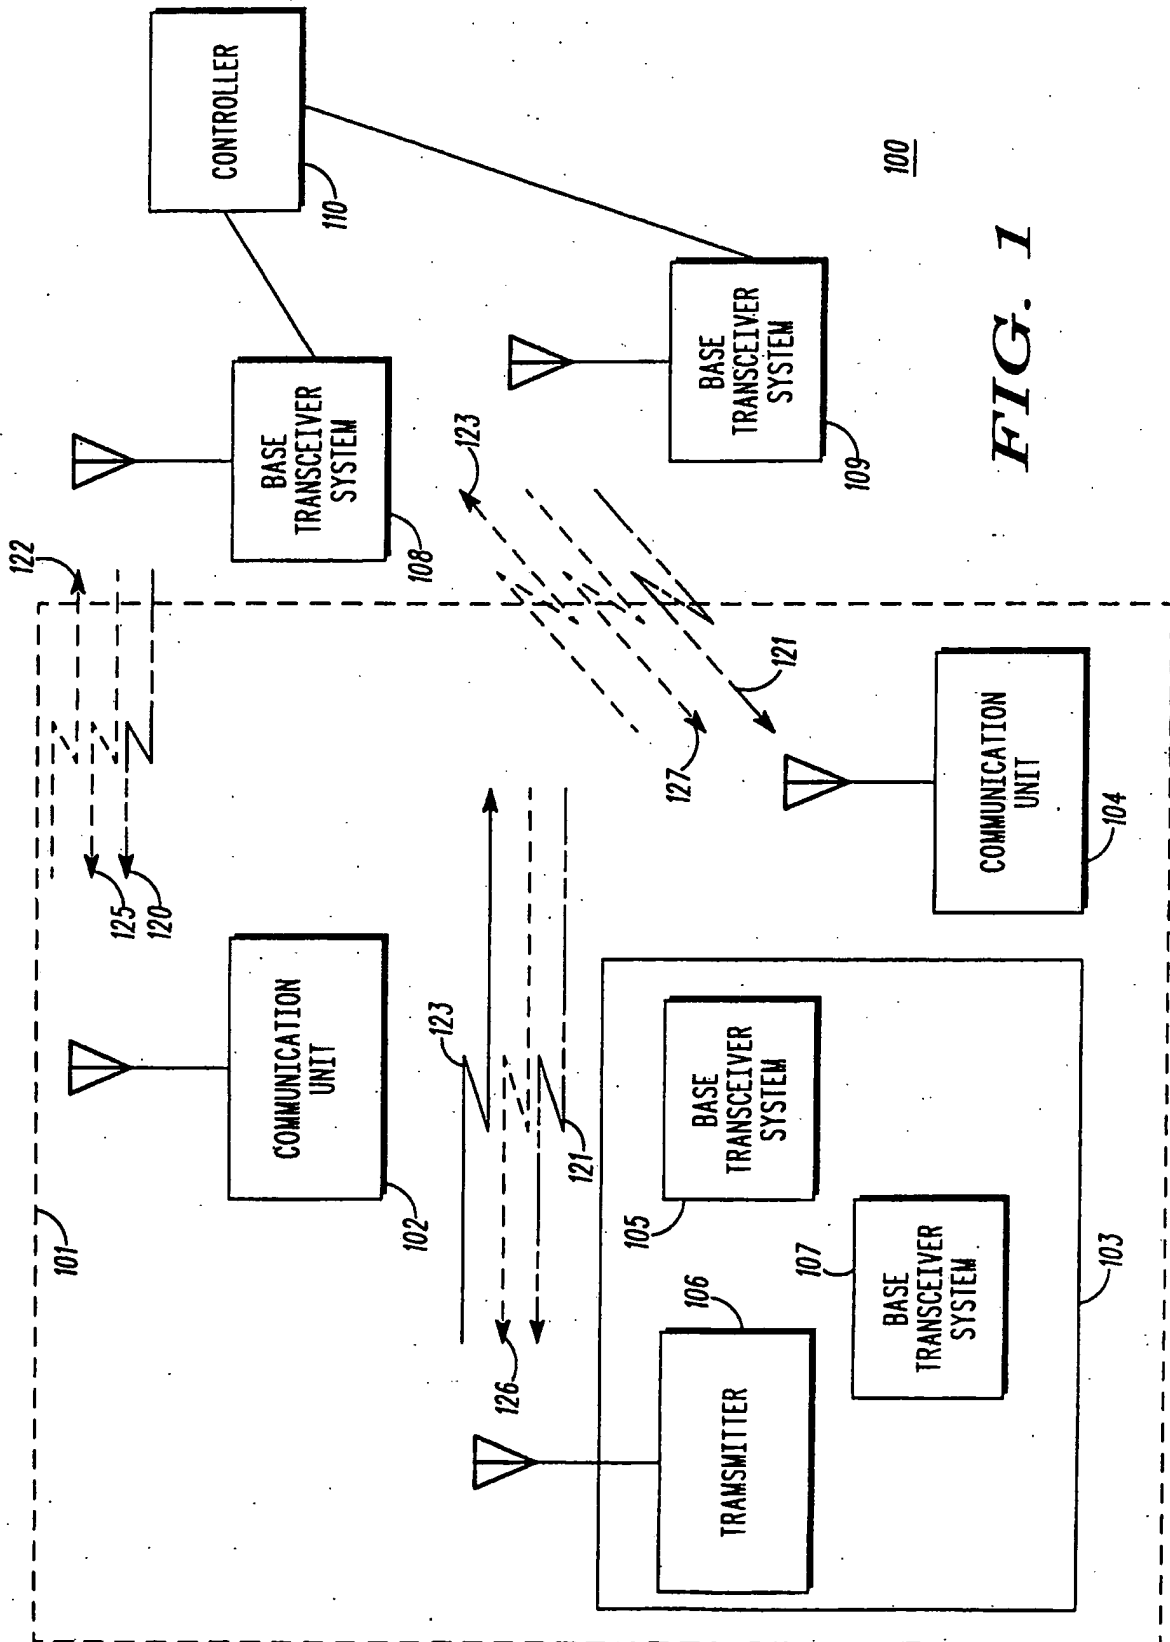 101
COMMUNICATION
UNIT
102
125
120
122
BASE
TRANSCEIVER
SYSTEM
108
CONTROLLER
110
123
126
121
123
127
121
BASE
TRANSCEIVER
SYSTEM
109
TRAMSMITTER
106
BASE
TRANSCEIVER
SYSTEM
105
BASE
TRANSCEIVER
SYSTEM
107
103
COMMUNICATION
UNIT
104
100
FIG. 1